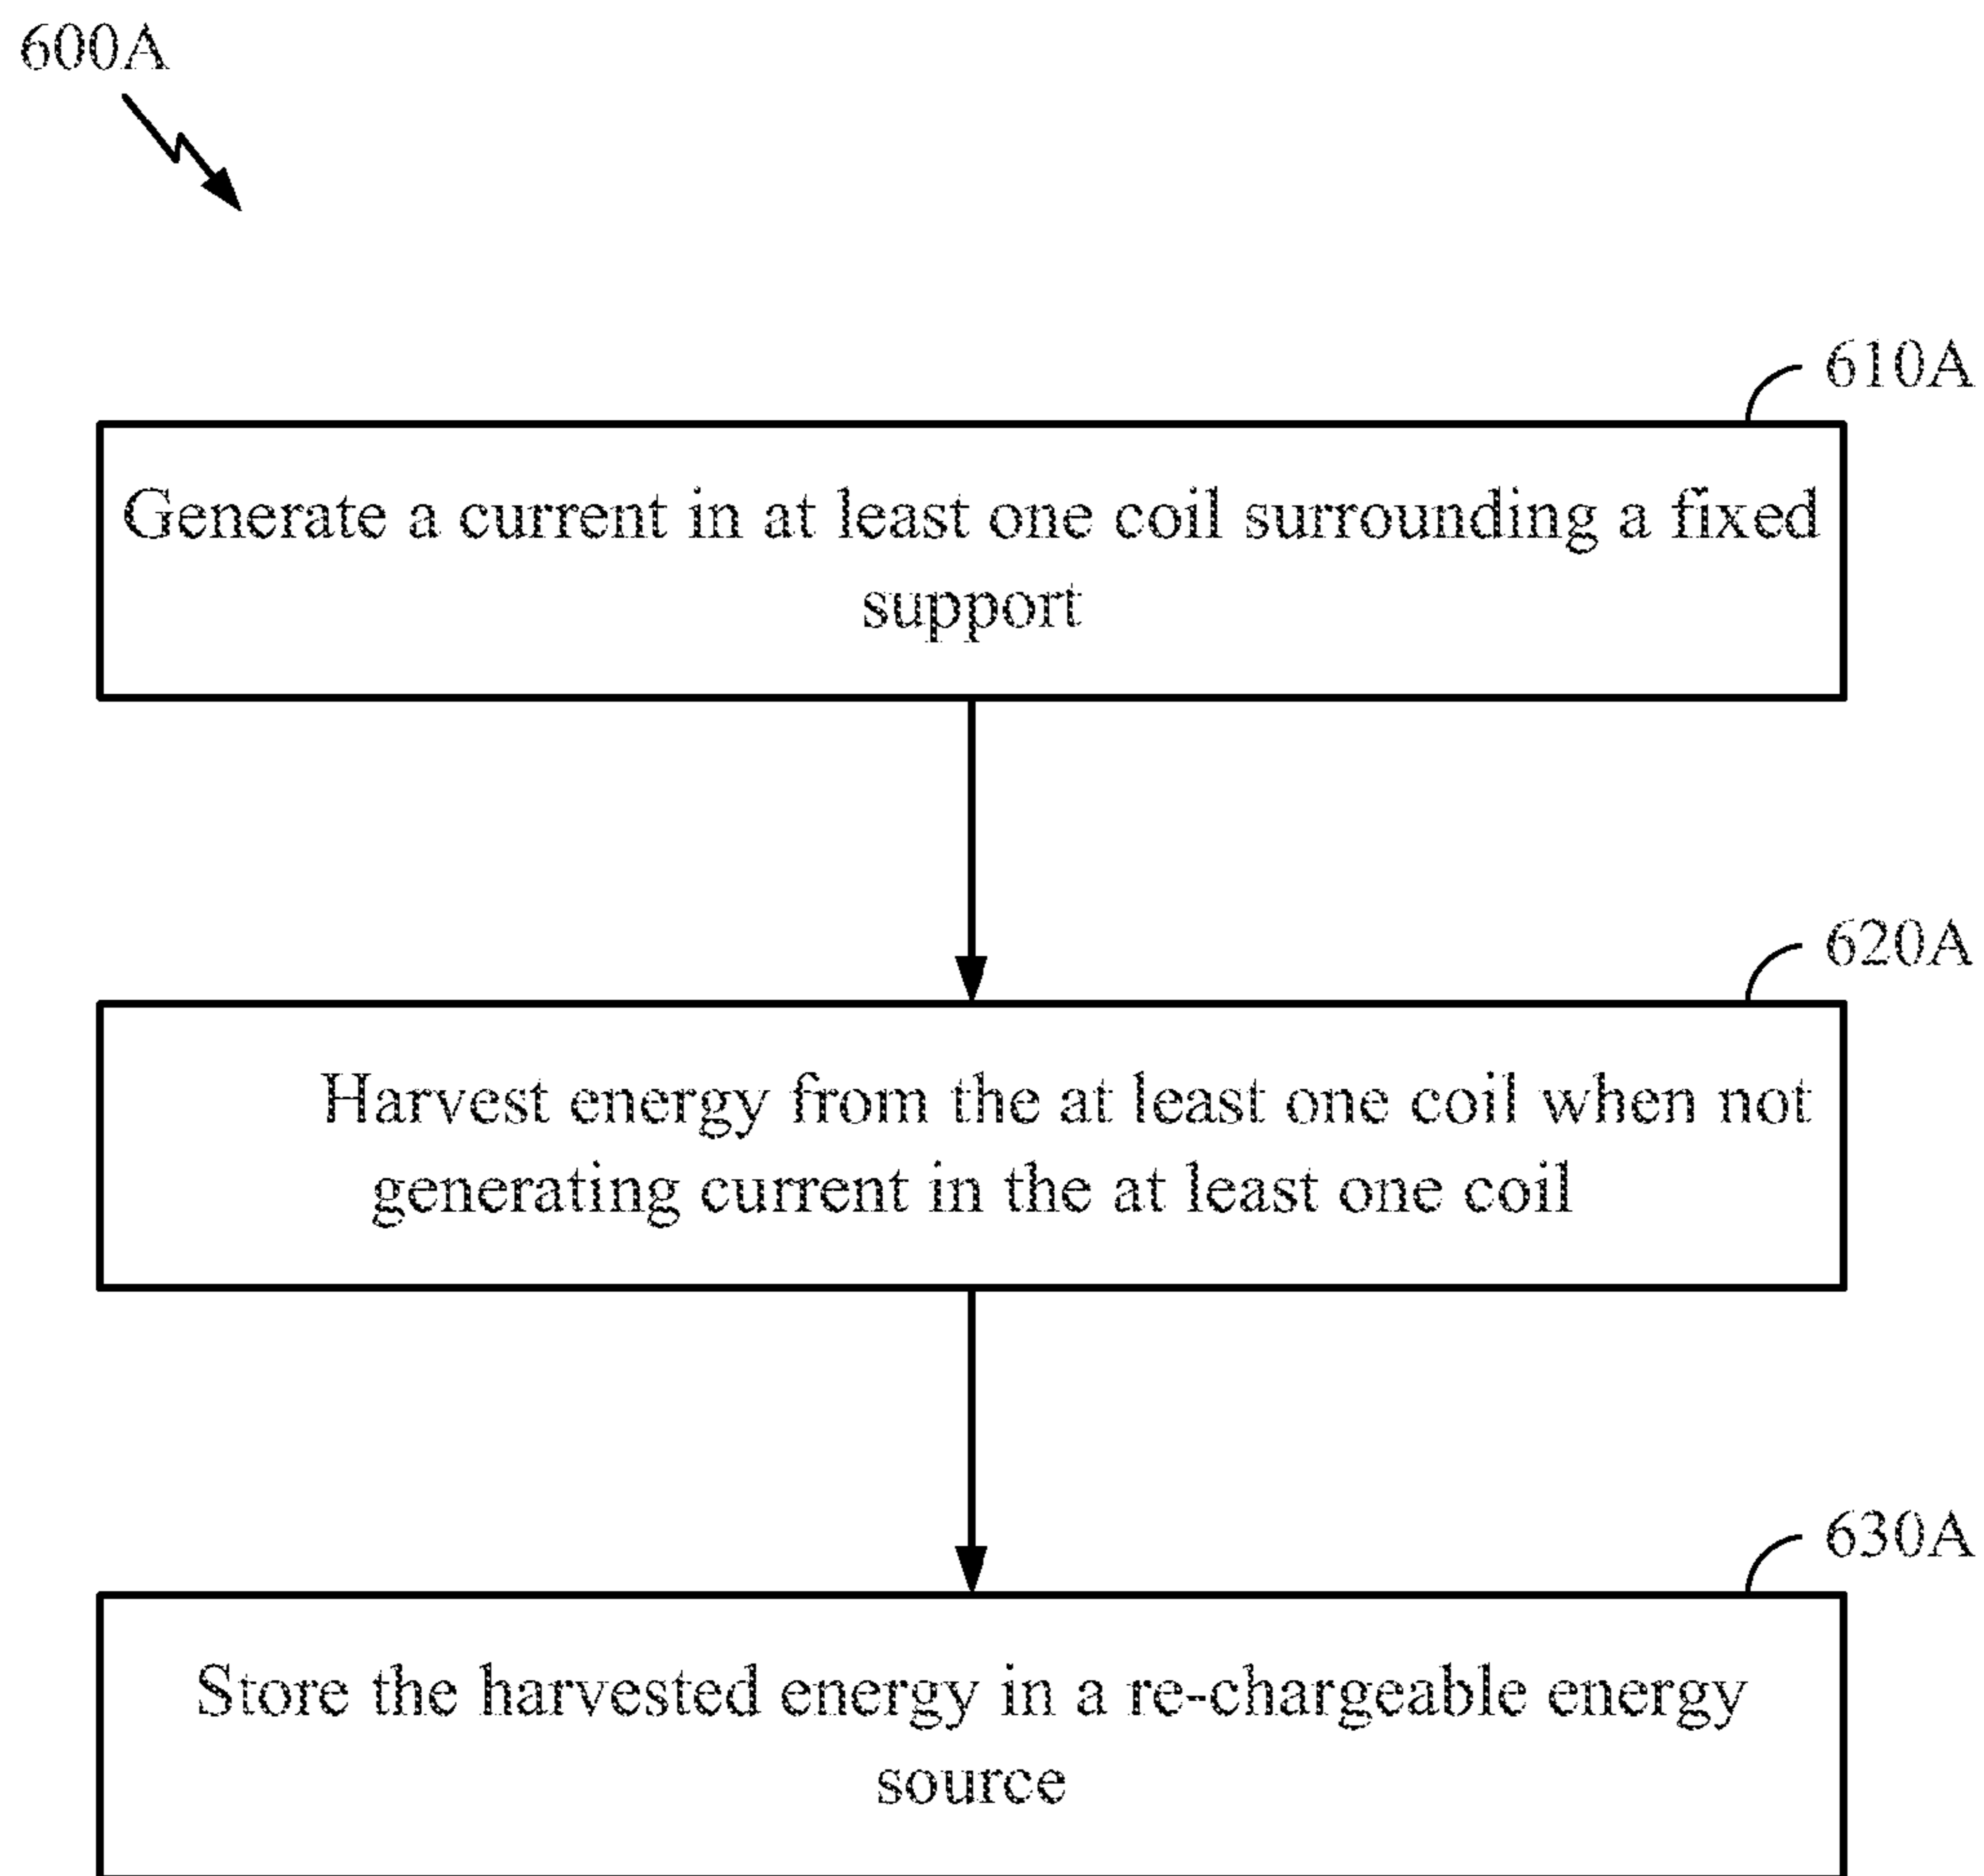 600A
610A
Generate a current in at least one coil surrounding a fixed
support
620A
Harvest energy from the at least one coil when not
generating current in the at least one coil
630A
Store the harvested energy in a re-chargeable energy
source